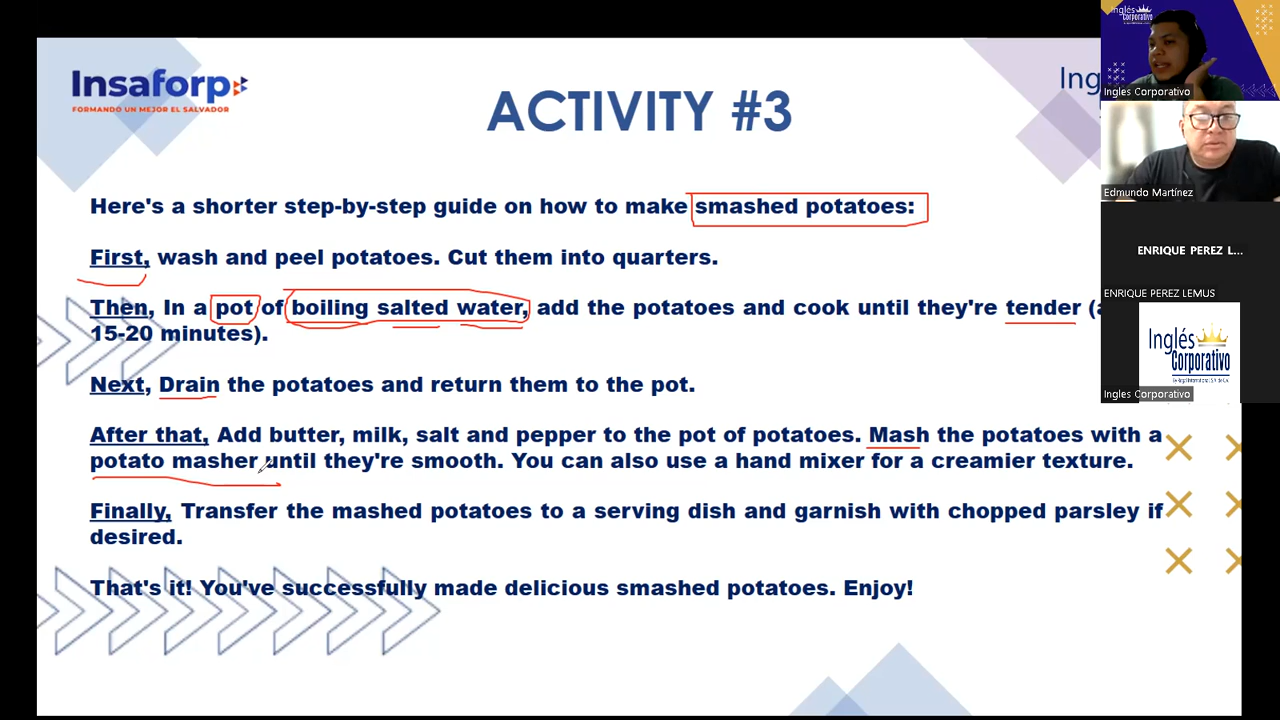 Insaforp
FORMANDO UN MEJOR EL SALVADOR
ACTIVITY #3
Ing
Here's a shorter step-by-step guide on how to make smashed potatoes:
First, wash and peel potatoes. Cut them into quarters.
Then, In a pot of boiling salted water, add the potatoes and cook until they're tender (a
15-20 minutes).
Next, Drain the potatoes and return them to the pot.
After that, Add butter, milk, salt and pepper to the pot of potatoes. Mash the potatoes with a
potato masher until they're smooth. You can also use a hand mixer for a creamier texture.
Finally, Transfer the mashed potatoes to a serving dish and garnish with chopped parsley if
desired.
That's it! You've successfully made delicious smashed potatoes. Enjoy!
Inglés
Corporativo
Ingles Corporativo
Edmundo Martínez
ENRIQUE PEREZ L...
ENRIQUE PEREZ LEMUS
Inglés
Corporativo
Ingles Corporativo